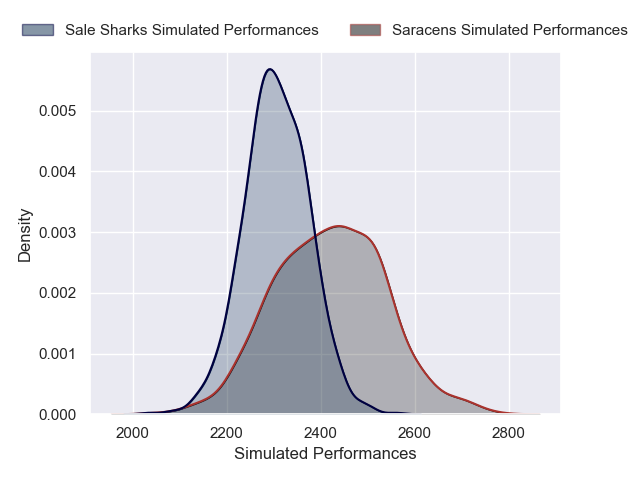 Sale Sharks Simulated Performances
Saracens Simulated Performances
Density
0.005
0.004
0.003
0.002
0.001
0.000
2000
2200
2400
2600
2800
Simulated Performances